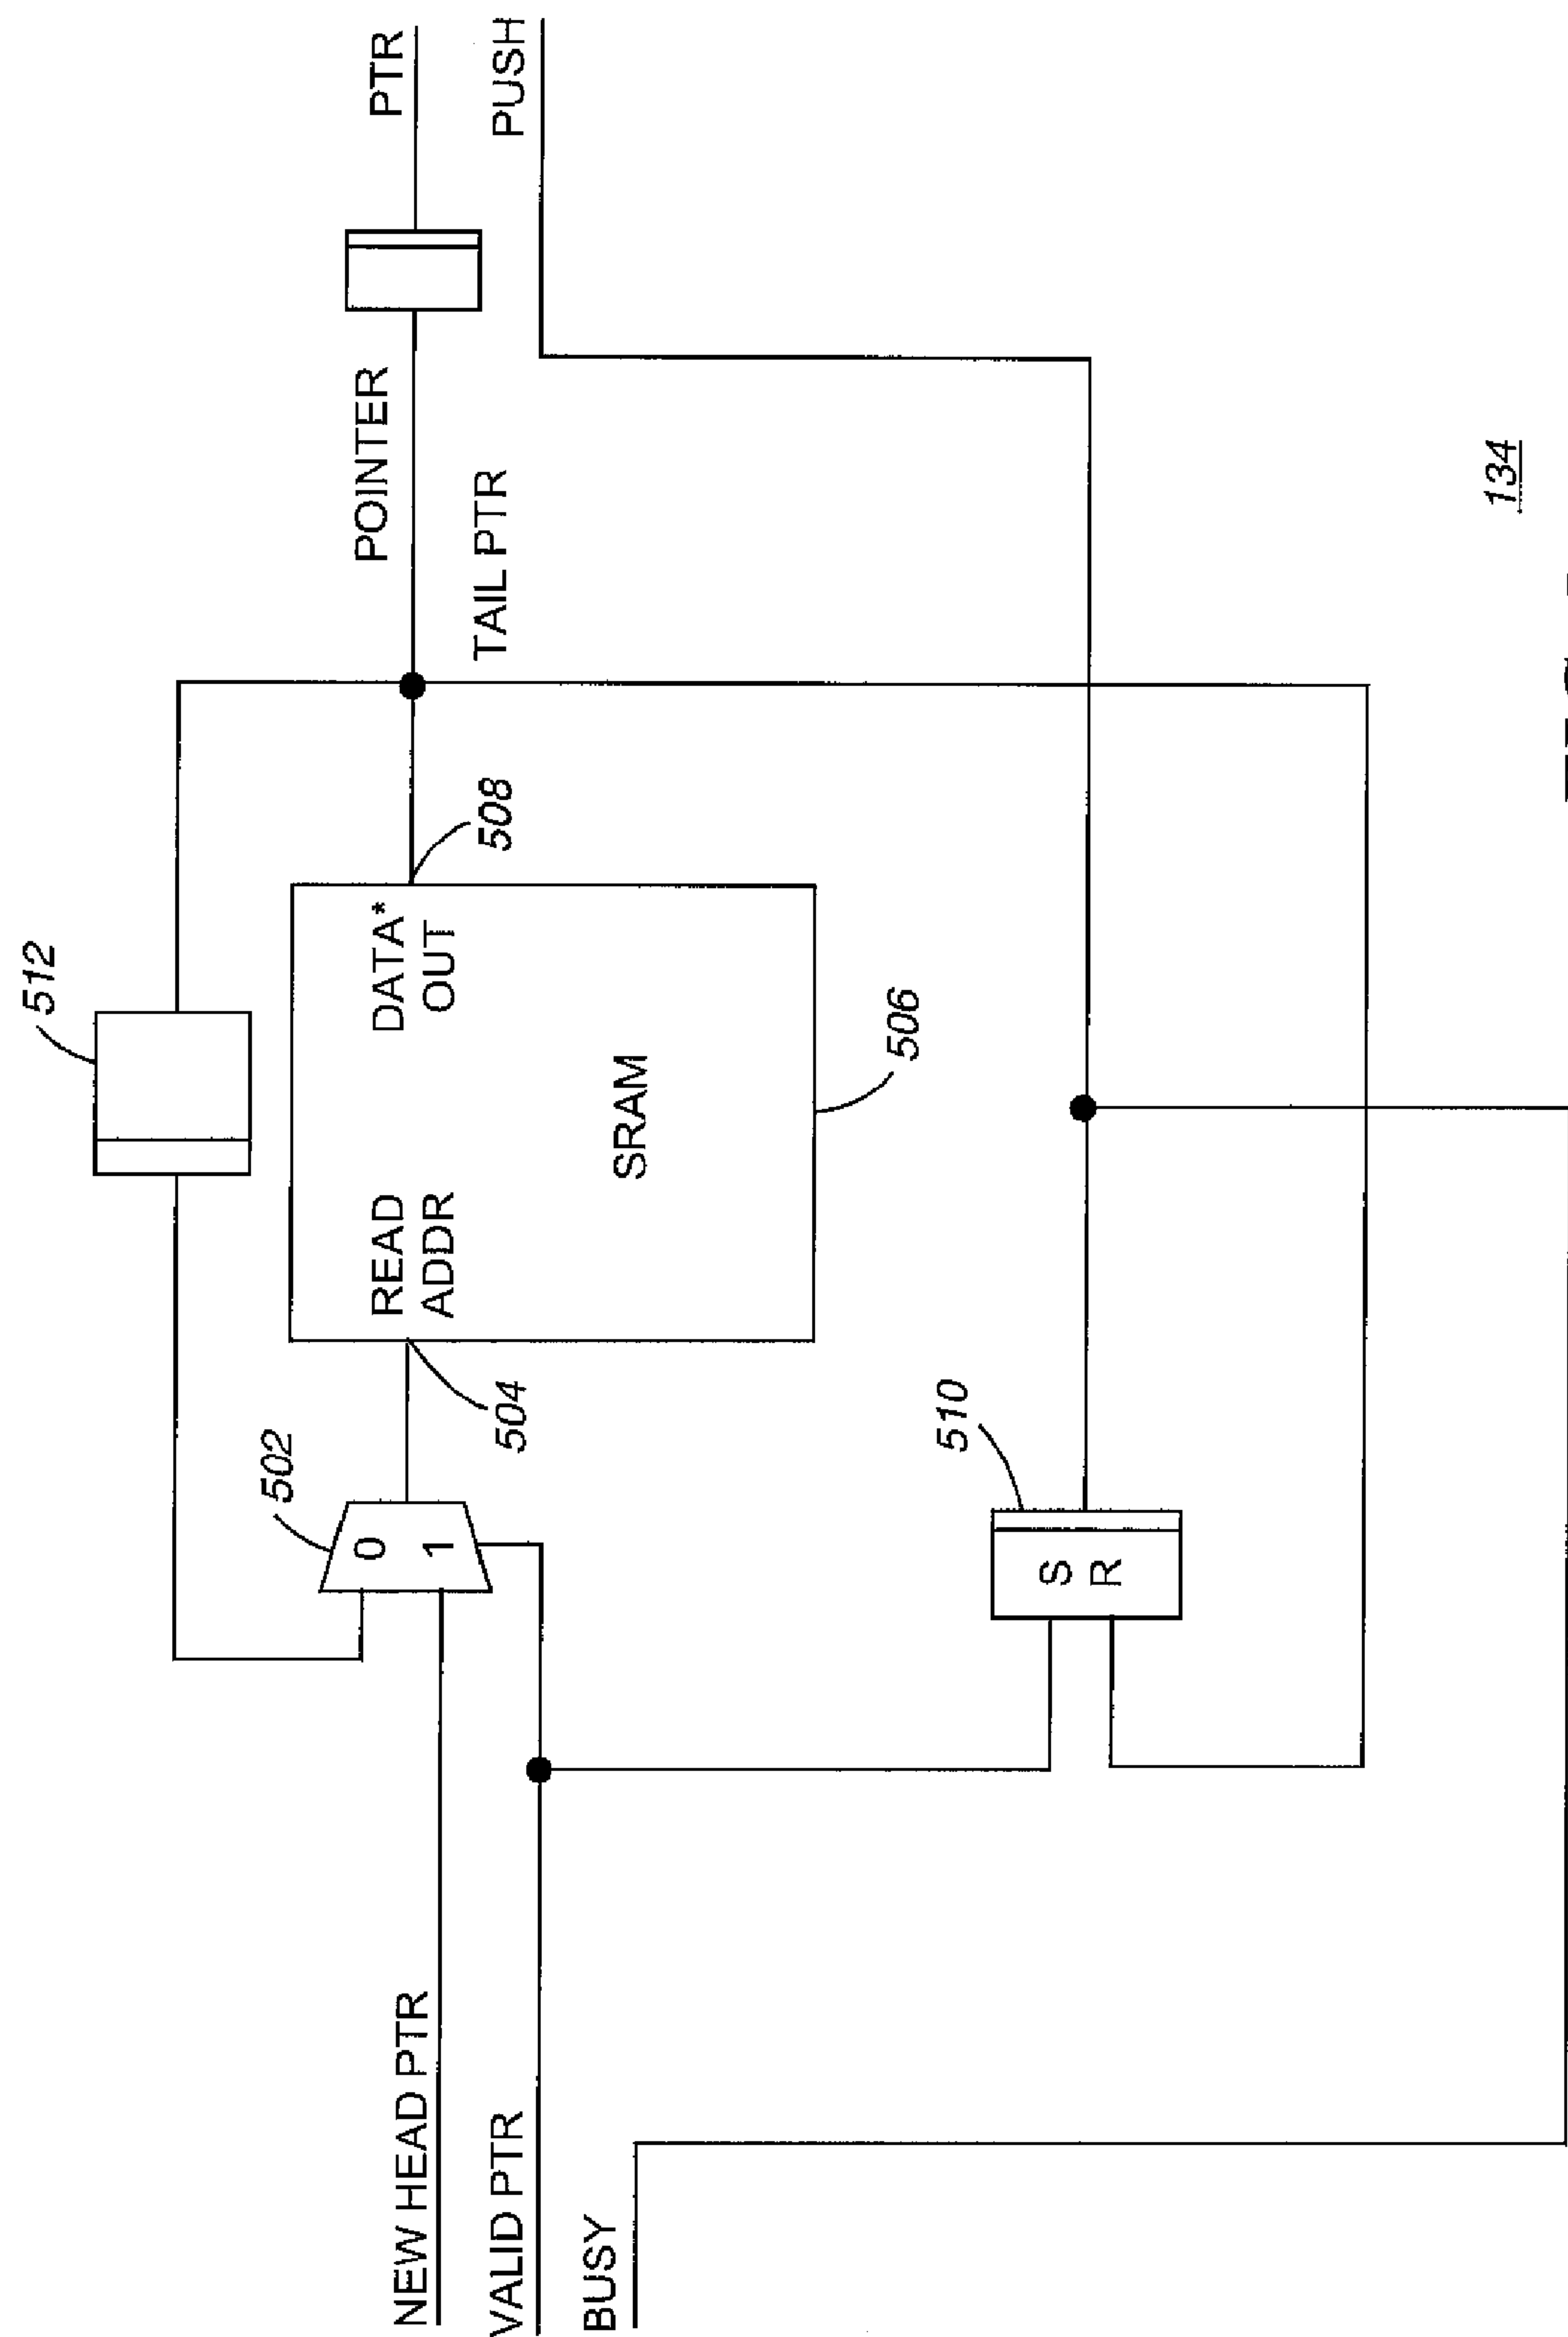 512
502
0
1
READ
ADDR
DATA*
OUT
SRAM
504
508
506
POINTER
PTR
TAIL PTR
PUSH
NEW HEAD PTR
VALID PTR
BUSY
510
S
R
134